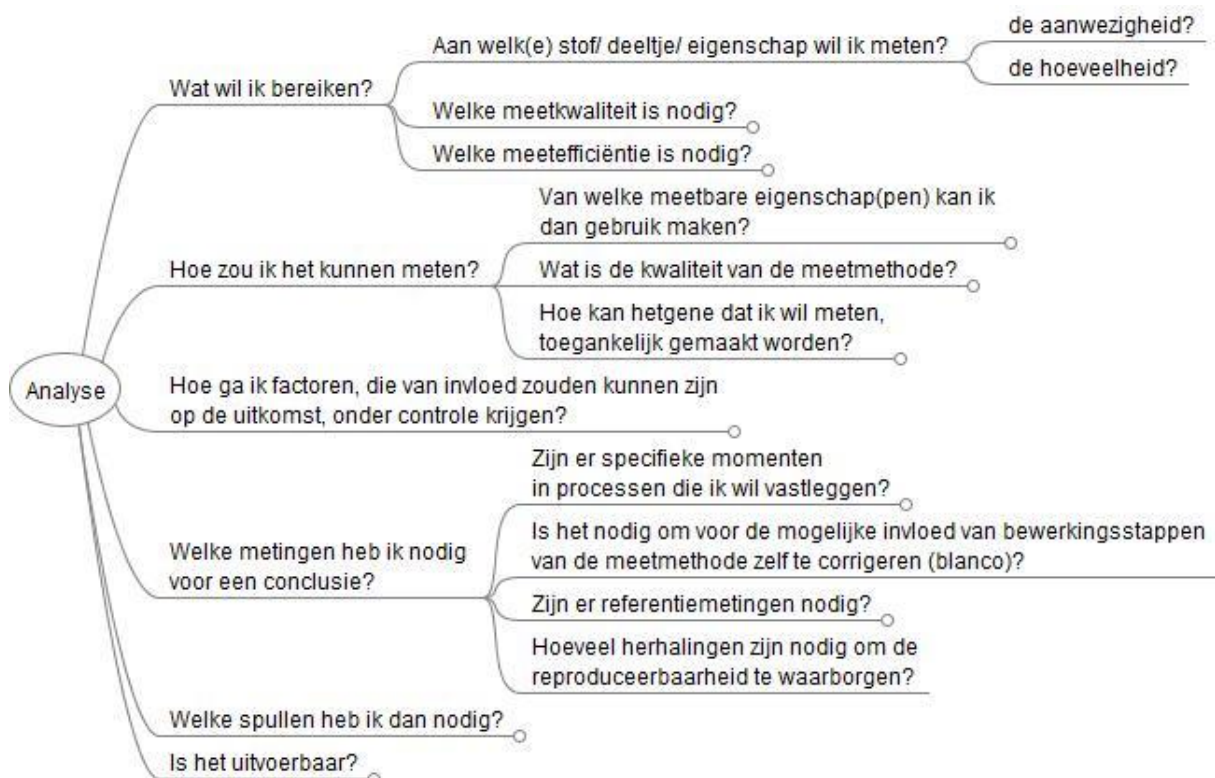 de aanwezigheid?
Aan welk(e) stof/ deeltje/ eigenschap wil ik meten?
de hoeveelheid?
Wat wil ik bereiken?
Welke meetkwaliteit is nodig?
Welke meetefficiëntie is nodig?
Van welke meetbare eigenschap(pen) kan ik
dan gebruik maken?
Hoe zou ik het kunnen meten?
Wat is de kwaliteit van de meetmethode?
Hoe kan hetgene dat ik wil meten,
toegankelijk gemaakt worden?
Analyse
Hoe ga ik factoren, die van invloed zouden kunnen zijn
op de uitkomst, onder controle krijgen?
Zijn er specifieke momenten
in processen die ik wil vastleggen?
Is het nodig om voor de mogelijke invloed van bewerkingsstappen
van de meetmethode zelf te corrigeren (blanco)?
Welke metingen heb ik nodig
voor een conclusie?
Zijn er referentiemetingen nodig?
Hoeveel herhalingen zijn nodig om de
reproduceerbaarheid te waarborgen?
Welke spullen heb ik dan nodig?
Is het uitvoerbaar?